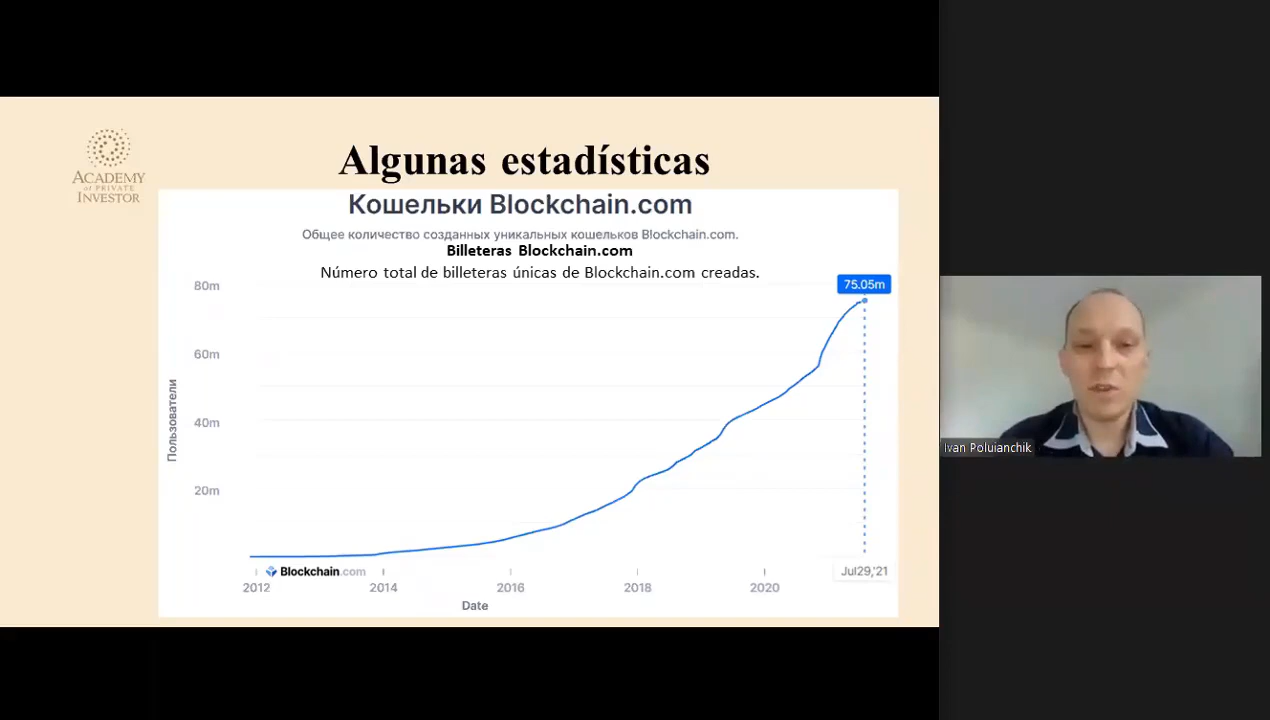 Algunas estadísticas
ACADEMY
OF PRIVATE
INVESTOR
Кошельки Blockchain.com
Общее количество созданных уникальных кошельков Blockchain.com.
Billeteras Blockchain.com
Número total de billeteras únicas de Blockchain.com creadas.
80m
75.05m
60m
40m
20m
Пользователи
Blockchain.com
Jul29,'21
2012
2014
2016
2018
2020
Date
Ivan Poluianchik